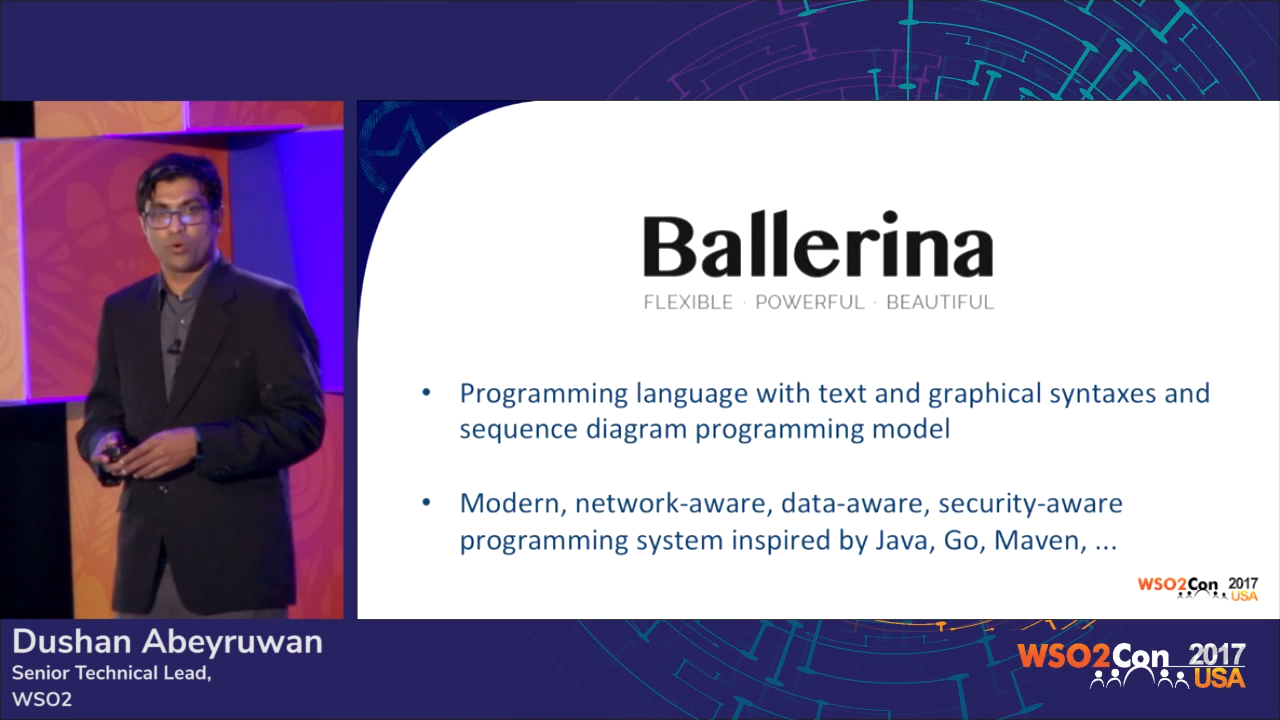 Ballerina
FLEXIBLE · POWERFUL · BEAUTIFUL
• Programming language with text and graphical syntaxes and
sequence diagram programming model
• Modern, network-aware, data-aware, security-aware
programming system inspired by Java, Go, Maven, ...
WSO2Con 2017
USA
Dushan Abeyruwan
Senior Technical Lead,
WSO2
WSO2Con 2017
USA